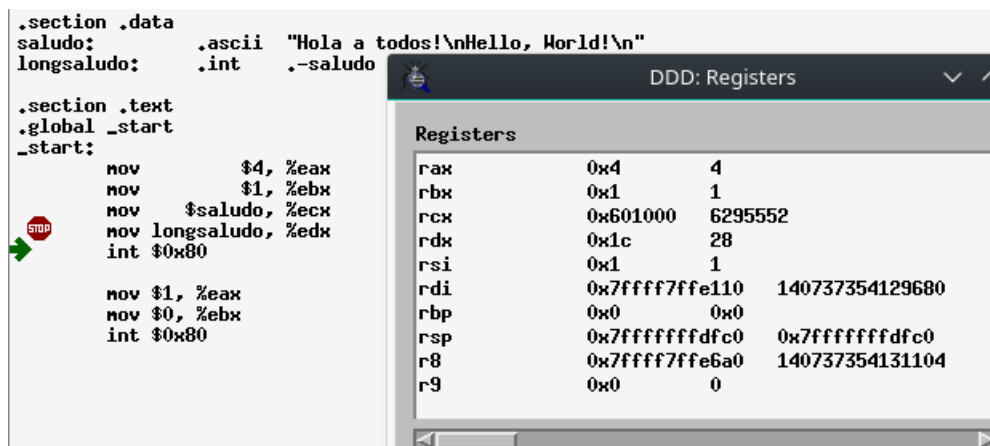 .section .data
saludo: .ascii "Hola a todos!\nHello, World!\n"
longsaludo: .int .-saludo
.section .text
.global _start
_start:
mov $4, %eax
mov $1, %ebx
mov $saludo, %ecx
STOP mov longsaludo, %edx
int $0x80
mov $1, %eax
mov $0, %ebx
int $0x80
DDD: Registers
Registers
rax 0x4 4
rbx 0x1 1
rcx 0x601000 6295552
rdx 0x1c 28
rsi 0x1 1
rdi 0x7ffff7ffe110 140737354129680
rbp 0x0 0x0
rsp 0x7fffffffdfc0 0x7fffffffdfc0
r8 0x7ffff7ffe6a0 140737354131104
r9 0x0 0